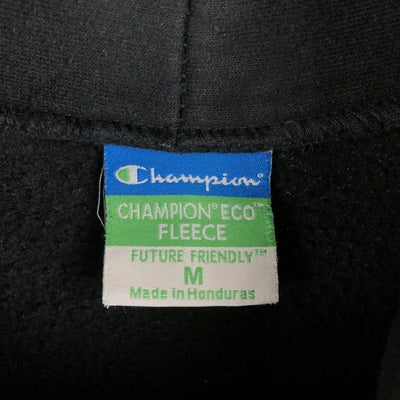 Champion®
CHAMPION® ECO™
FLEECE
FUTURE FRIENDLY™
M
Made in Honduras